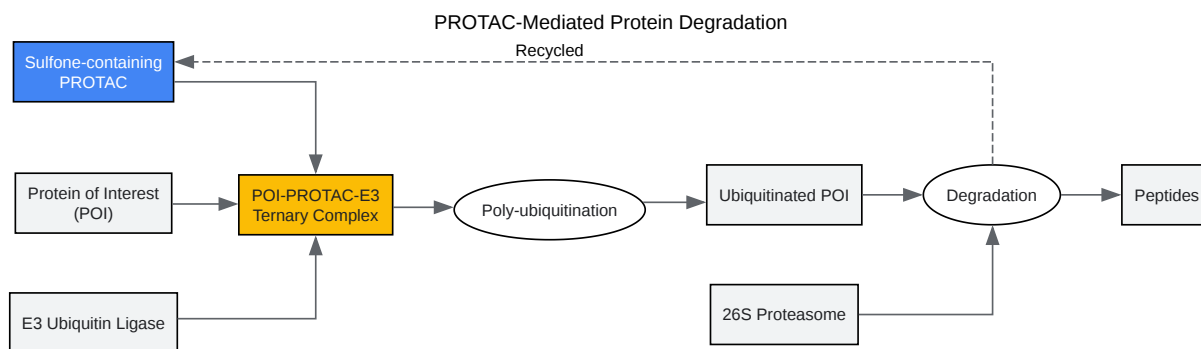 PROTAC-Mediated Protein Degradation
Recycled
Sulfone-containing
PROTAC
Protein of Interest
(POI)
POI-PROTAC-E3
Ternary Complex
Poly-ubiquitination
Ubiquitinated POI
Degradation
Peptides
E3 Ubiquitin Ligase
26S Proteasome